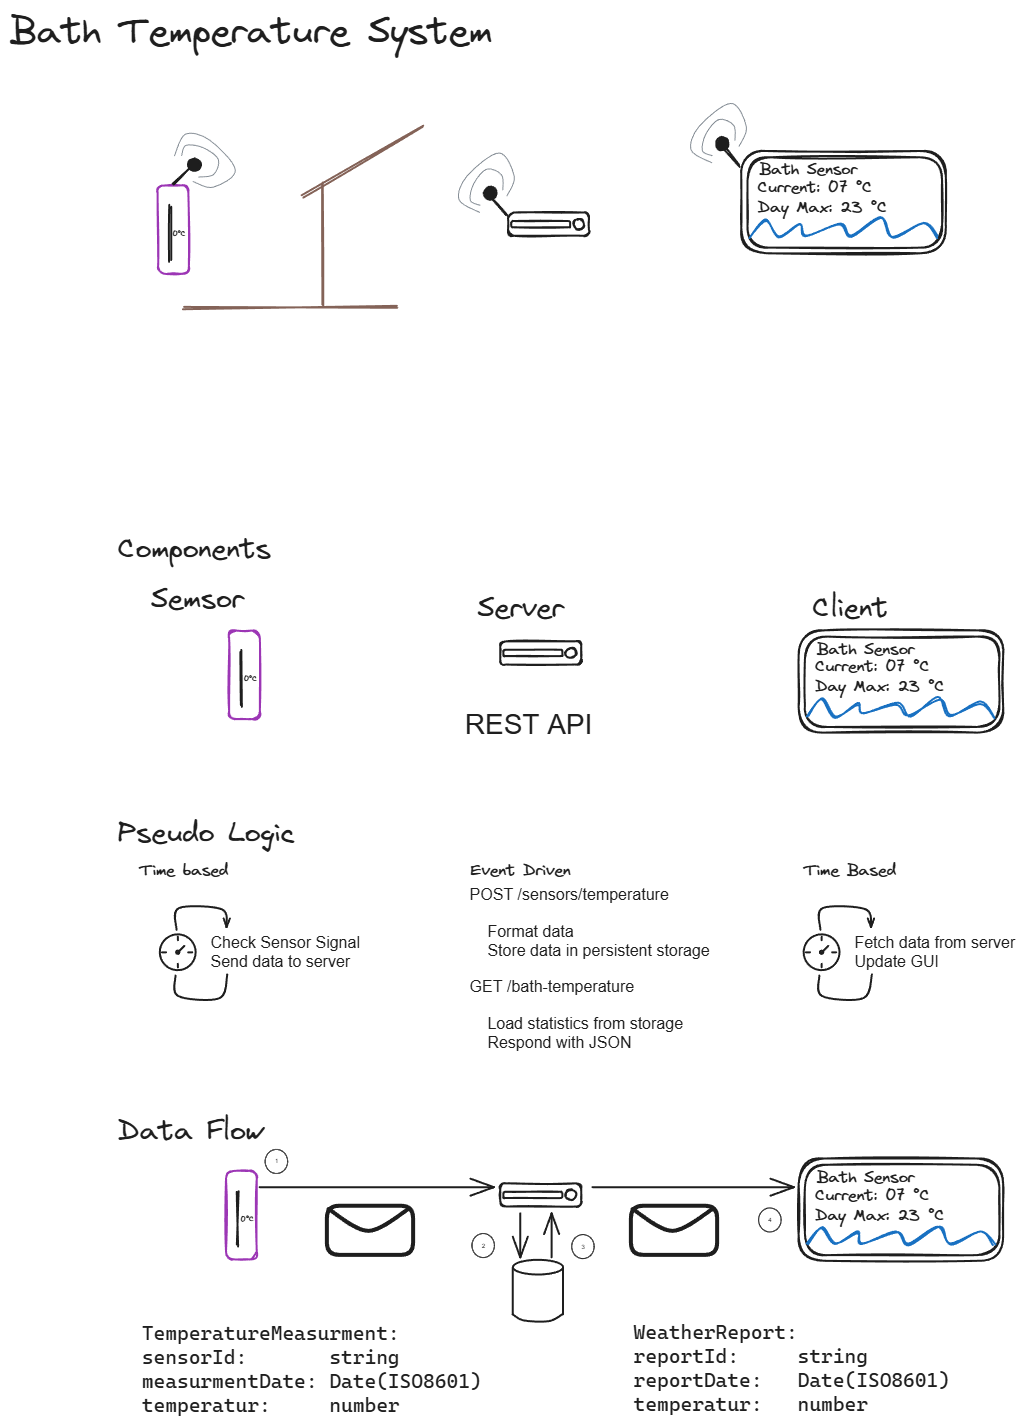 Bath Temperature System
0°C
Bath Sensor
Current: 07 °C
Day Max: 23 °C
Components
Semsor
Server
Client
0°C
REST API
Bath Sensor
Current: 07 °C
Day Max: 23 °C
Pseudo Logic
Time based
Check Sensor Signal
Send data to server
Event Driven
POST /sensors/temperature
Format data
Store data in persistent storage
GET /bath-temperature
Load statistics from storage
Respond with JSON
Time Based
Fetch data from server
Update GUI
Data Flow
1
0°C
2
3
4
Bath Sensor
Current: 07 °C
Day Max: 23 °C
TemperatureMeasurment:
sensorId: string
measurmentDate: Date(ISO8601)
temperatur: number
WeatherReport:
reportId: string
reportDate: Date(ISO8601)
temperatur: number